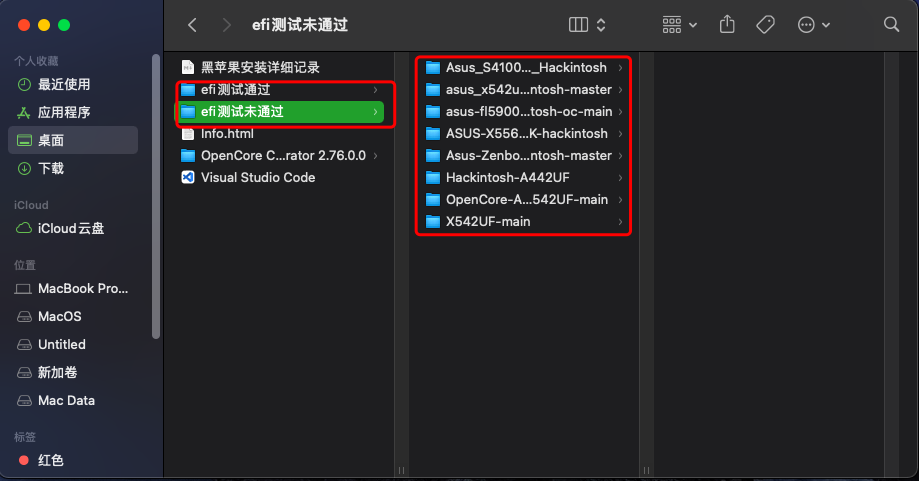 efi测试未通过
个人收藏
最近使用
应用程序
桌面
下载
iCloud
iCloud云盘
位置
MacBook Pro...
MacOS
Untitled
新加卷
Mac Data
标签
红色
黑苹果安装详细记录
efi测试通过
efi测试未通过
Info.html
OpenCore C...rator 2.76.0.0
Visual Studio Code
Asus_S4100..._Hackintosh
asus_x542u...ntosh-master
asus-fl5900...tosh-oc-main
ASUS-X556...K-hackintosh
Asus-Zenbo...ntosh-master
Hackintosh-A442UF
OpenCore-A...542UF-main
X542UF-main